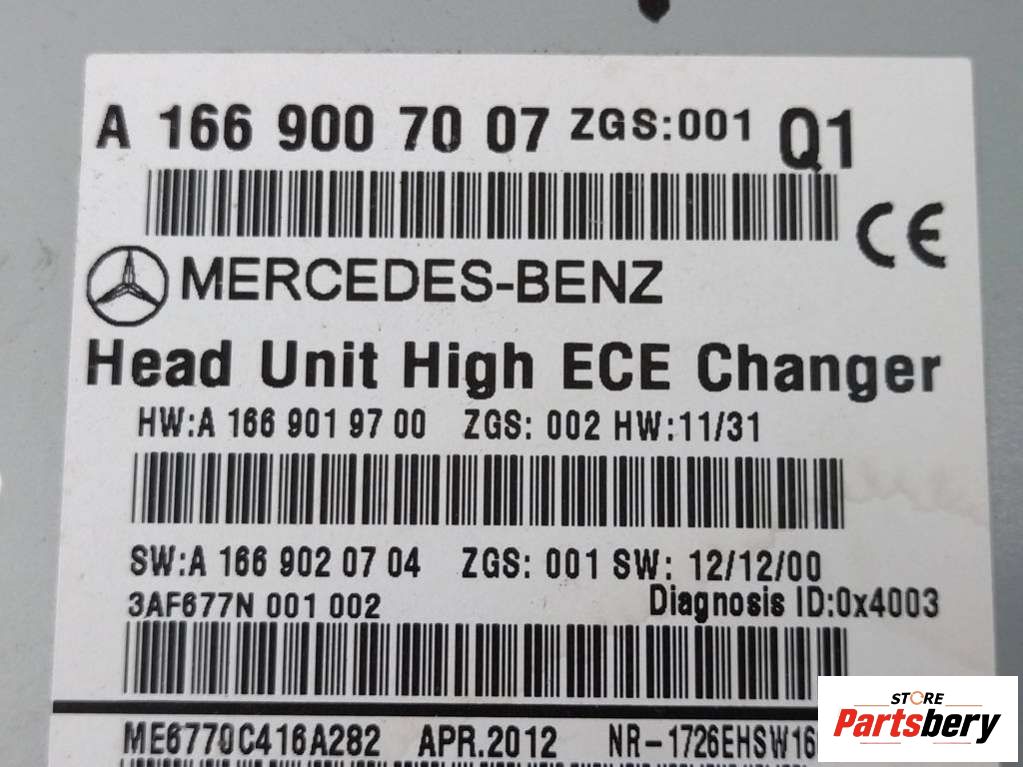 A 166 900 70 07 ZGS:001 Q1
CE
MERCEDES-BENZ
Head Unit High ECE Changer
HW:A 166 901 97 00 ZGS: 002 HW:11/31
SW:A 166 902 07 04 ZGS: 001 SW: 12/12/00
3AF677N 001 002 Diagnosis ID:0x4003
ME6770C416A282 APR.2012 NR-1726EHSW16
STORE
Partsbery